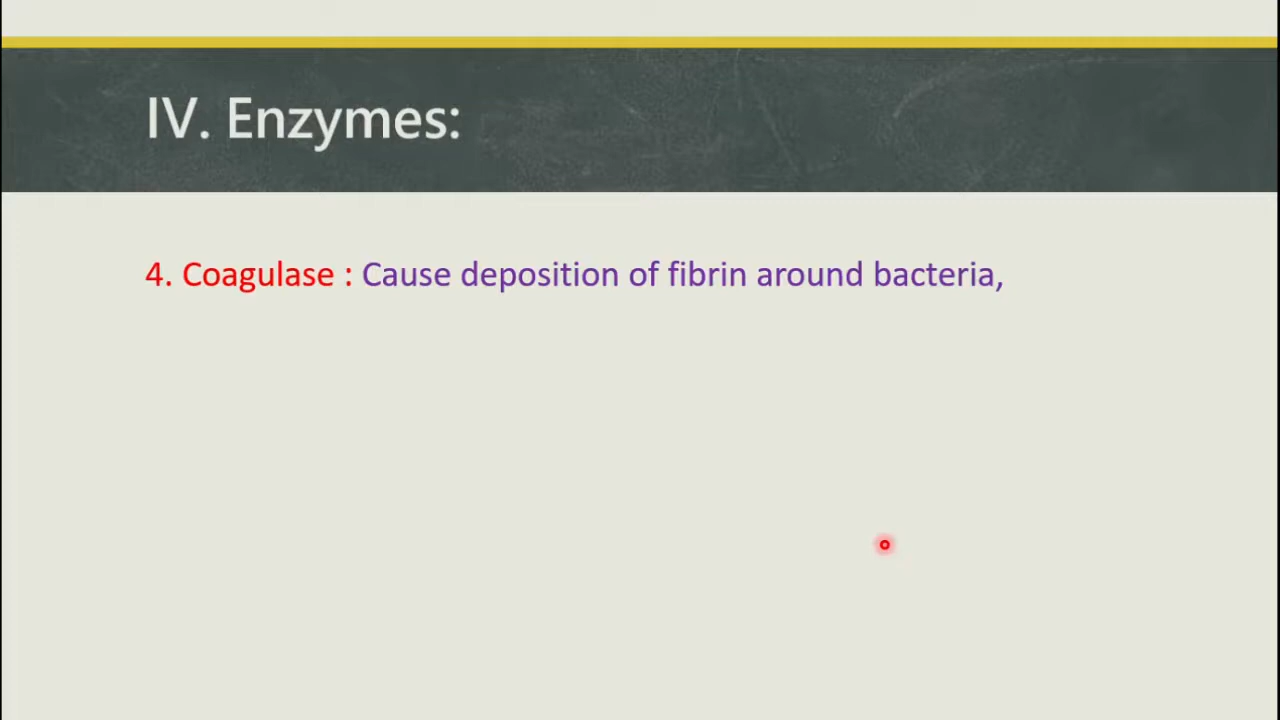 IV. Enzymes:
4. Coagulase : Cause deposition of fibrin around bacteria,